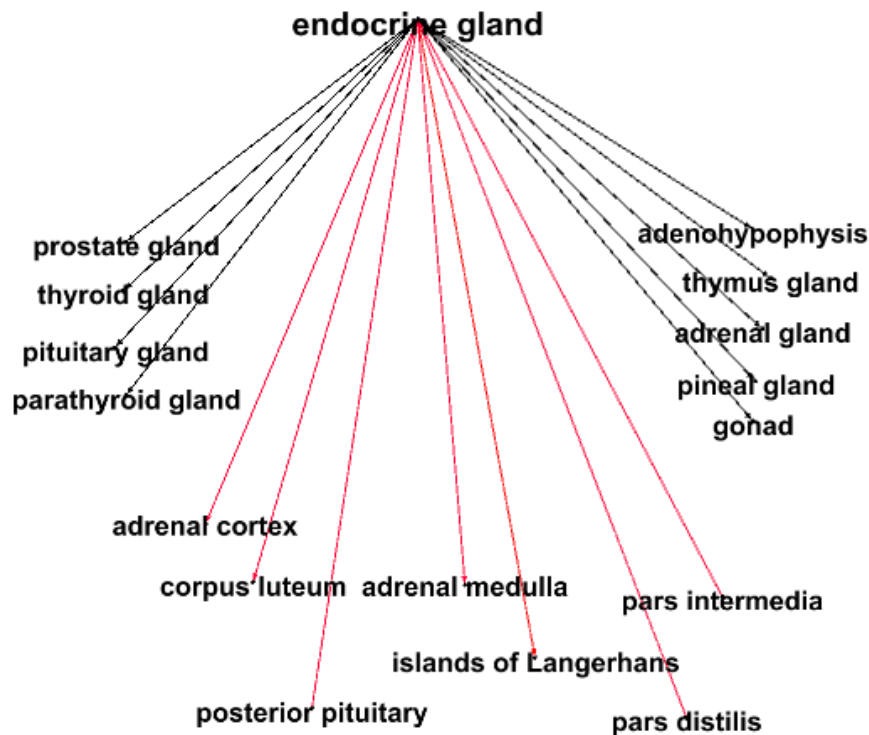 endocrine gland
prostate gland
adenohypophysis
thyroid gland
thymus gland
pituitary gland
adrenal gland
parathyroid gland
pineal gland
gonad
adrenal cortex
corpus luteum
adrenal medulla
pars intermedia
islands of Langerhans
posterior pituitary
pars distilis